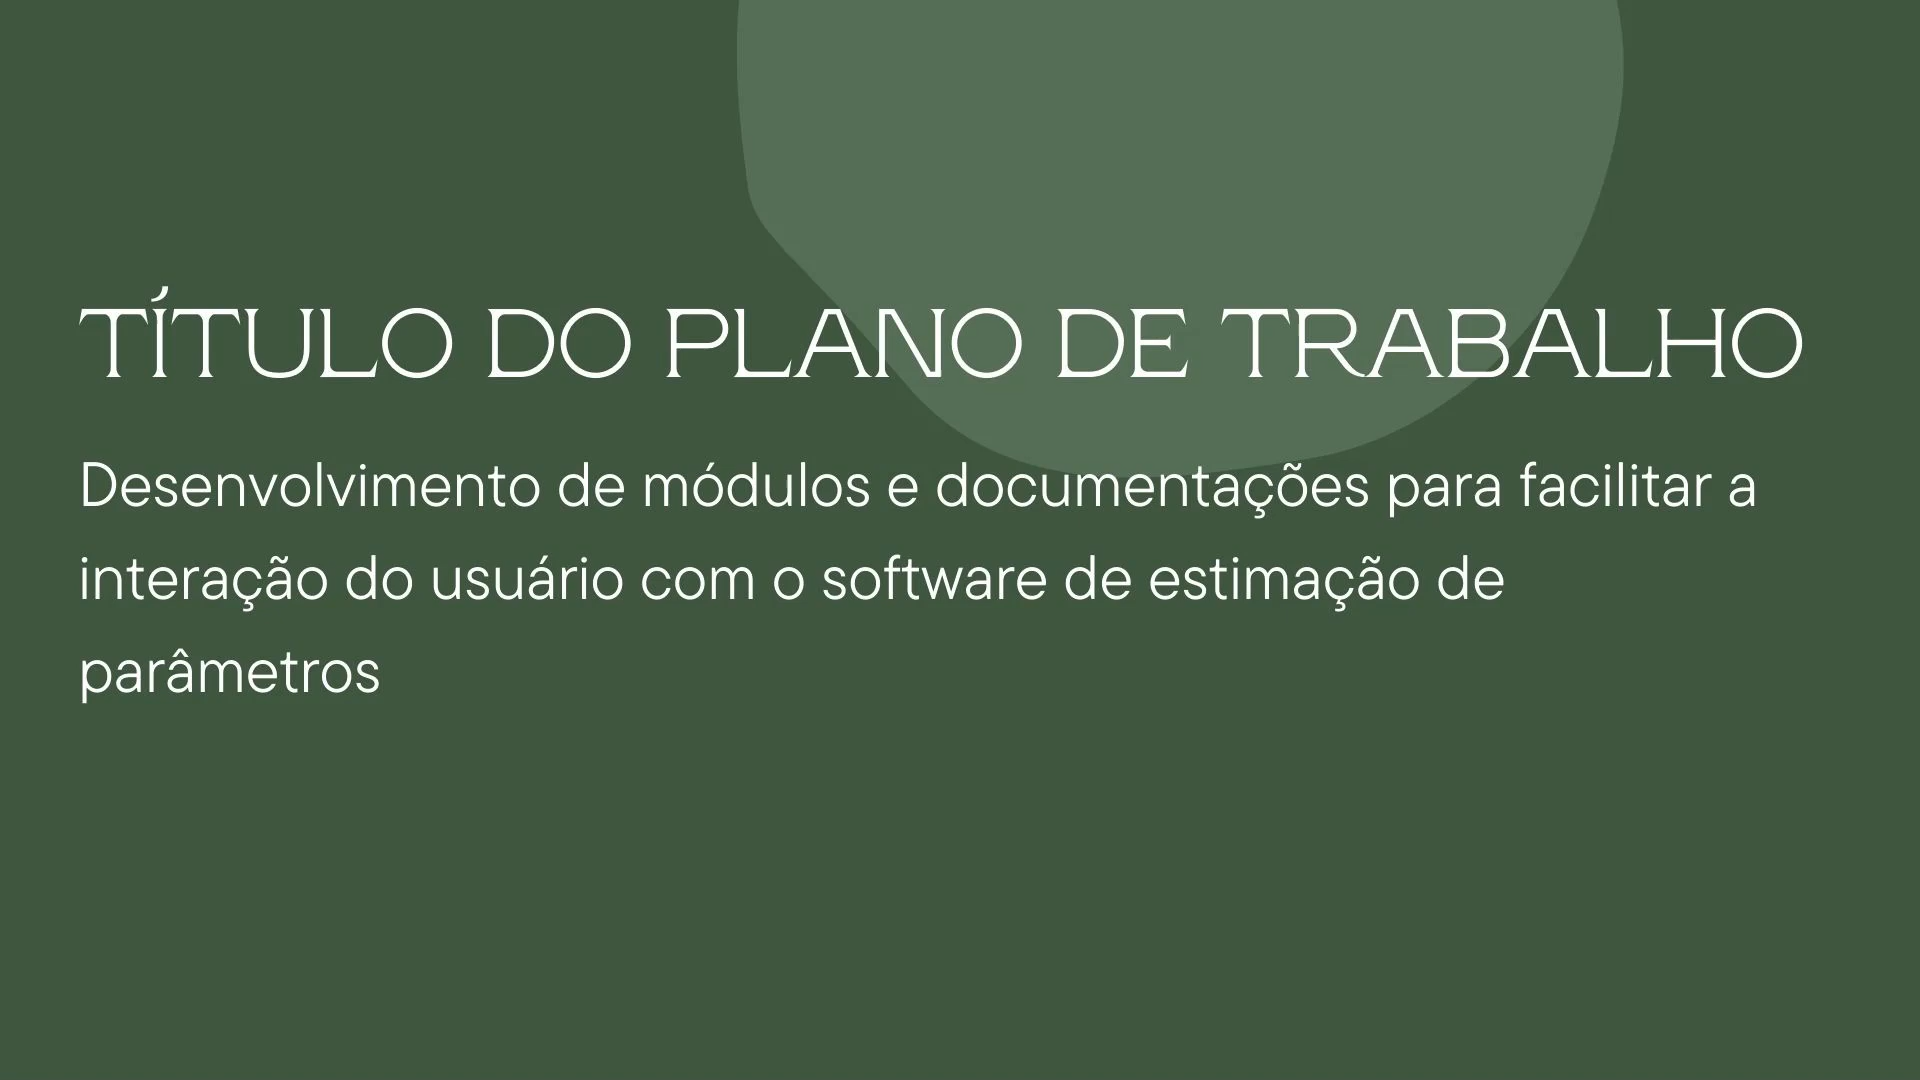 TÍTULO DO PLANO DE TRABALHO
Desenvolvimento de módulos e documentações para facilitar a
interação do usuário com o software de estimação de
parâmetros